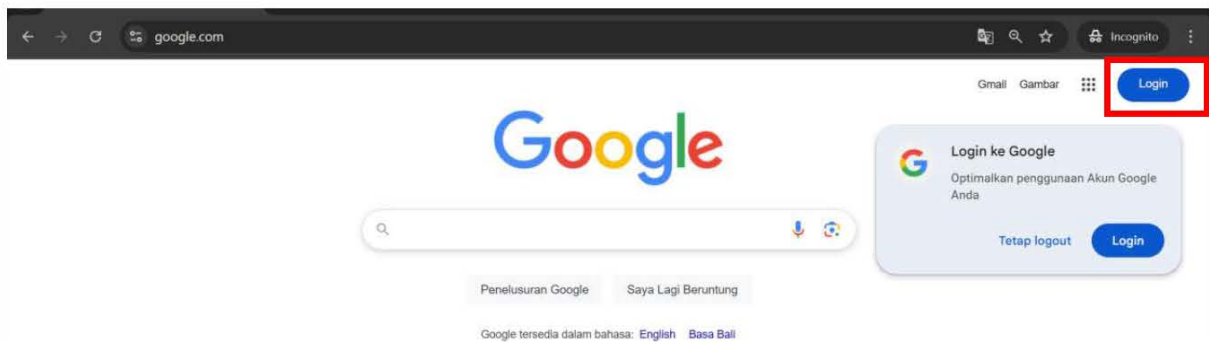 google.com
Incognito
Gmail Gambar Login
Google
Login ke Google
Optimalkan penggunaan Akun Google
Anda
Tetap logout Login
Penelusuran Google Saya Lagi Beruntung
Google tersedia dalam bahasa: English Basa Bali